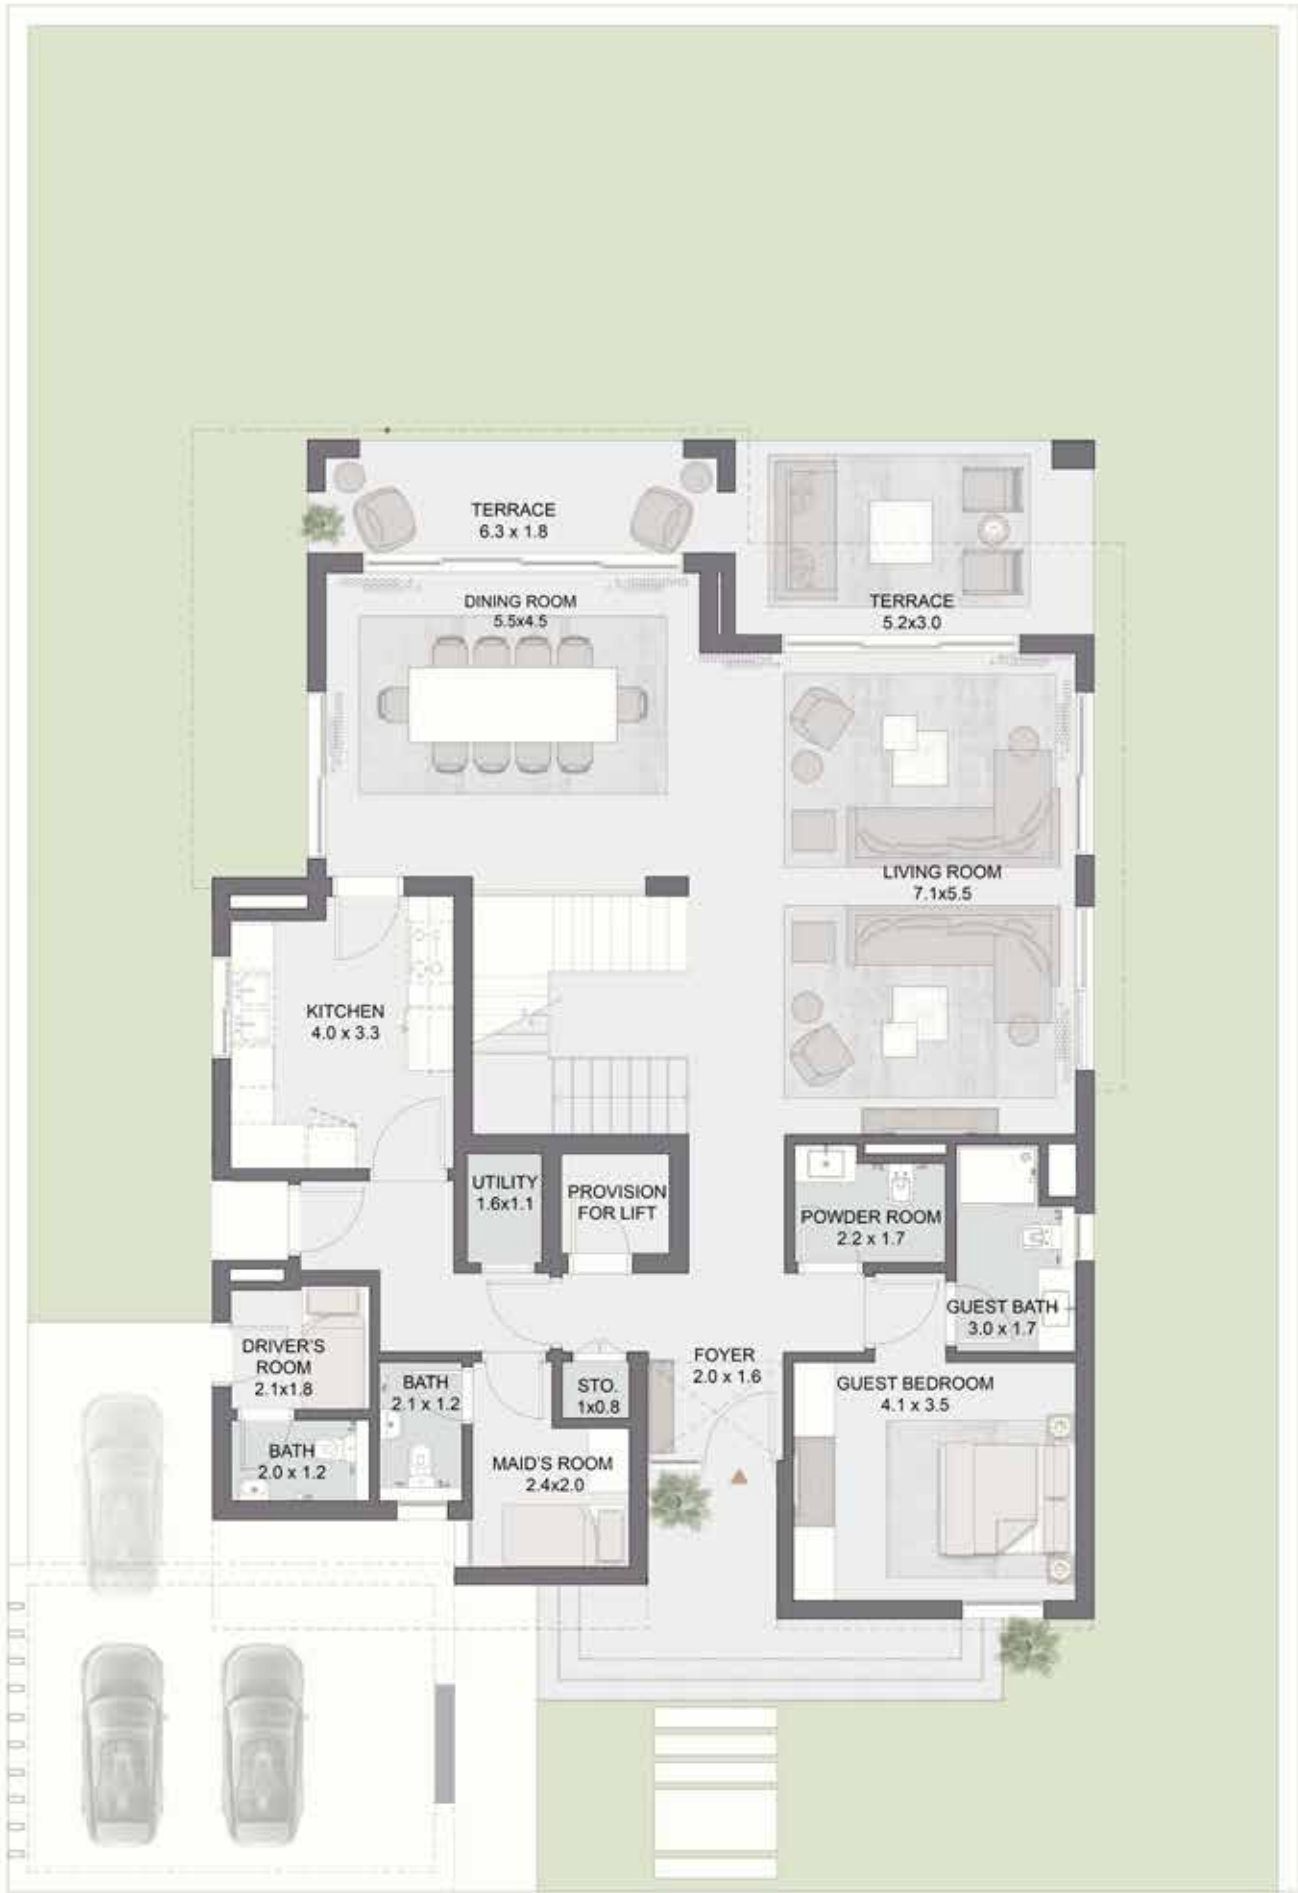 TERRACE
6.3 x 1.8
DINING ROOM
5.5x4.5
TERRACE
5.2x3.0
LIVING ROOM
7.1x5.5
KITCHEN
4.0 x 3.3
UTILITY
1.6x1.1
PROVISION
FOR LIFT
POWDER ROOM
2.2 x 1.7
GUEST BATH
3.0 x 1.7
DRIVER'S
ROOM
2.1x1.8
BATH
2.1 x 1.2
STO.
1x0.8
FOYER
2.0 x 1.6
GUEST BEDROOM
4.1 x 3.5
BATH
2.0 x 1.2
MAID'S ROOM
2.4x2.0